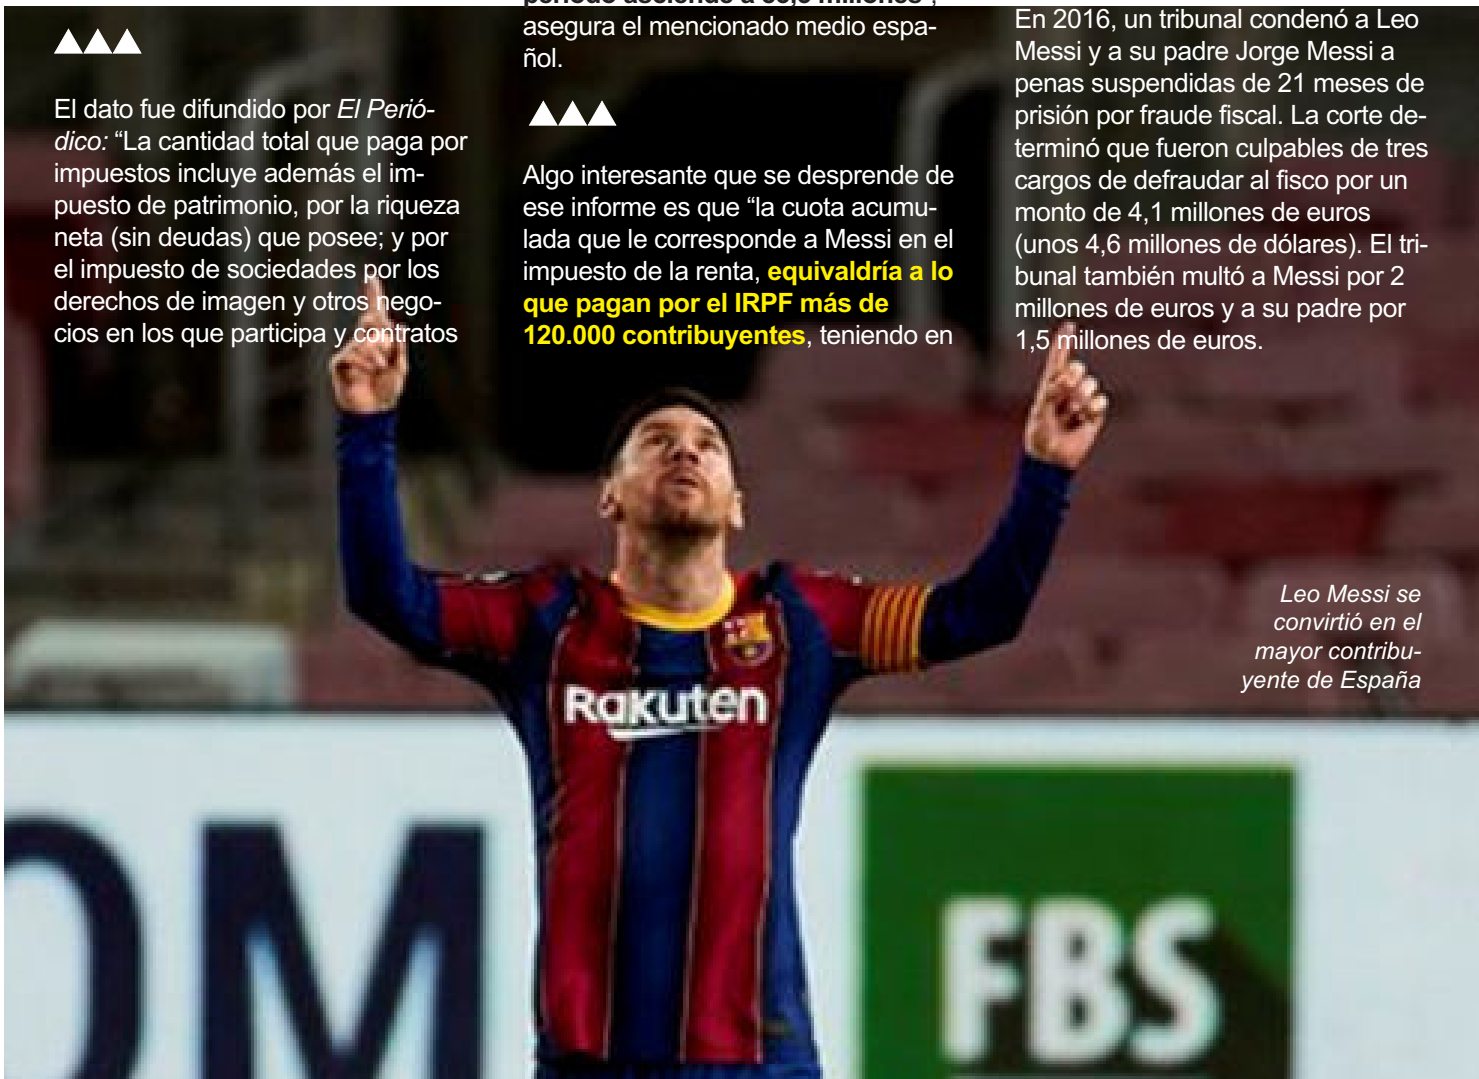 El dato fue difundido por El Perió-
dico: “La cantidad total que paga por
impuestos incluye además el im-
puesto de patrimonio, por la riqueza
neta (sin deudas) que posee; y por
el impuesto de sociedades por los
derechos de imagen y otros nego-
cios en los que participa y contratos
asegura el mencionado medio espa-
ñol.
Algo interesante que se desprende de
ese informe es que “la cuota acumu-
lada que le corresponde a Messi en el
impuesto de la renta, equivaldría a lo
que pagan por el IRPF más de
120.000 contribuyentes, teniendo en
En 2016, un tribunal condenó a Leo
Messi y a su padre Jorge Messi a
penas suspendidas de 21 meses de
prisión por fraude fiscal. La corte de-
terminó que fueron culpables de tres
cargos de defraudar al fisco por un
monto de 4,1 millones de euros
(unos 4,6 millones de dólares). El tri-
bunal también multó a Messi por 2
millones de euros y a su padre por
1,5 millones de euros.
Leo Messi se
convirtió en el
mayor contribu-
yente de España
Rakuten
OM
FBS